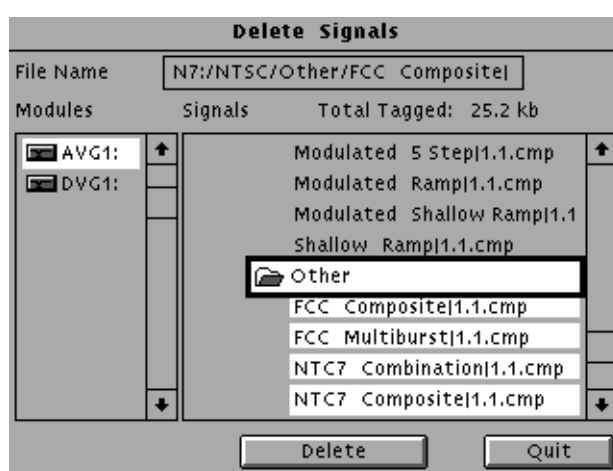 Delete Signals
File Name N7:/NTSC/Other/FCC Composite|
Modules Signals Total Tagged: 25.2 kb
AVG1:
DVG1:
Modulated 5 Step|1.1.cmp
Modulated Ramp|1.1.cmp
Modulated Shallow Ramp|1.1
Shallow Ramp|1.1.cmp
Other
FCC Composite|1.1.cmp
FCC Multiburst|1.1.cmp
NTC7 Combination|1.1.cmp
NTC7 Composite|1.1.cmp
Delete Quit